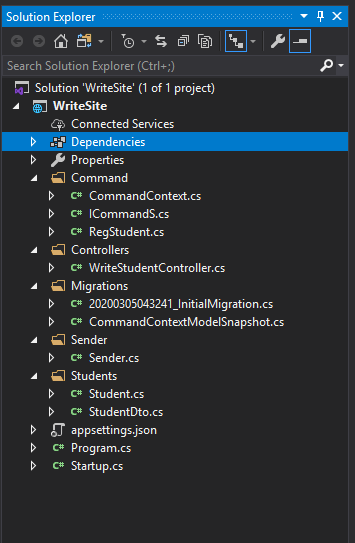 Solution Explorer
Search Solution Explorer (Ctrl+;)
Solution 'WriteSite' (1 of 1 project)
WriteSite
Connected Services
Dependencies
Properties
Command
C# CommandContext.cs
C# ICommandS.cs
C# RegStudent.cs
Controllers
C# WriteStudentController.cs
Migrations
C# 20200305043241_InitialMigration.cs
C# CommandContextModelSnapshot.cs
Sender
C# Sender.cs
Students
C# Student.cs
C# StudentDto.cs
appsettings.json
C# Program.cs
C# Startup.cs